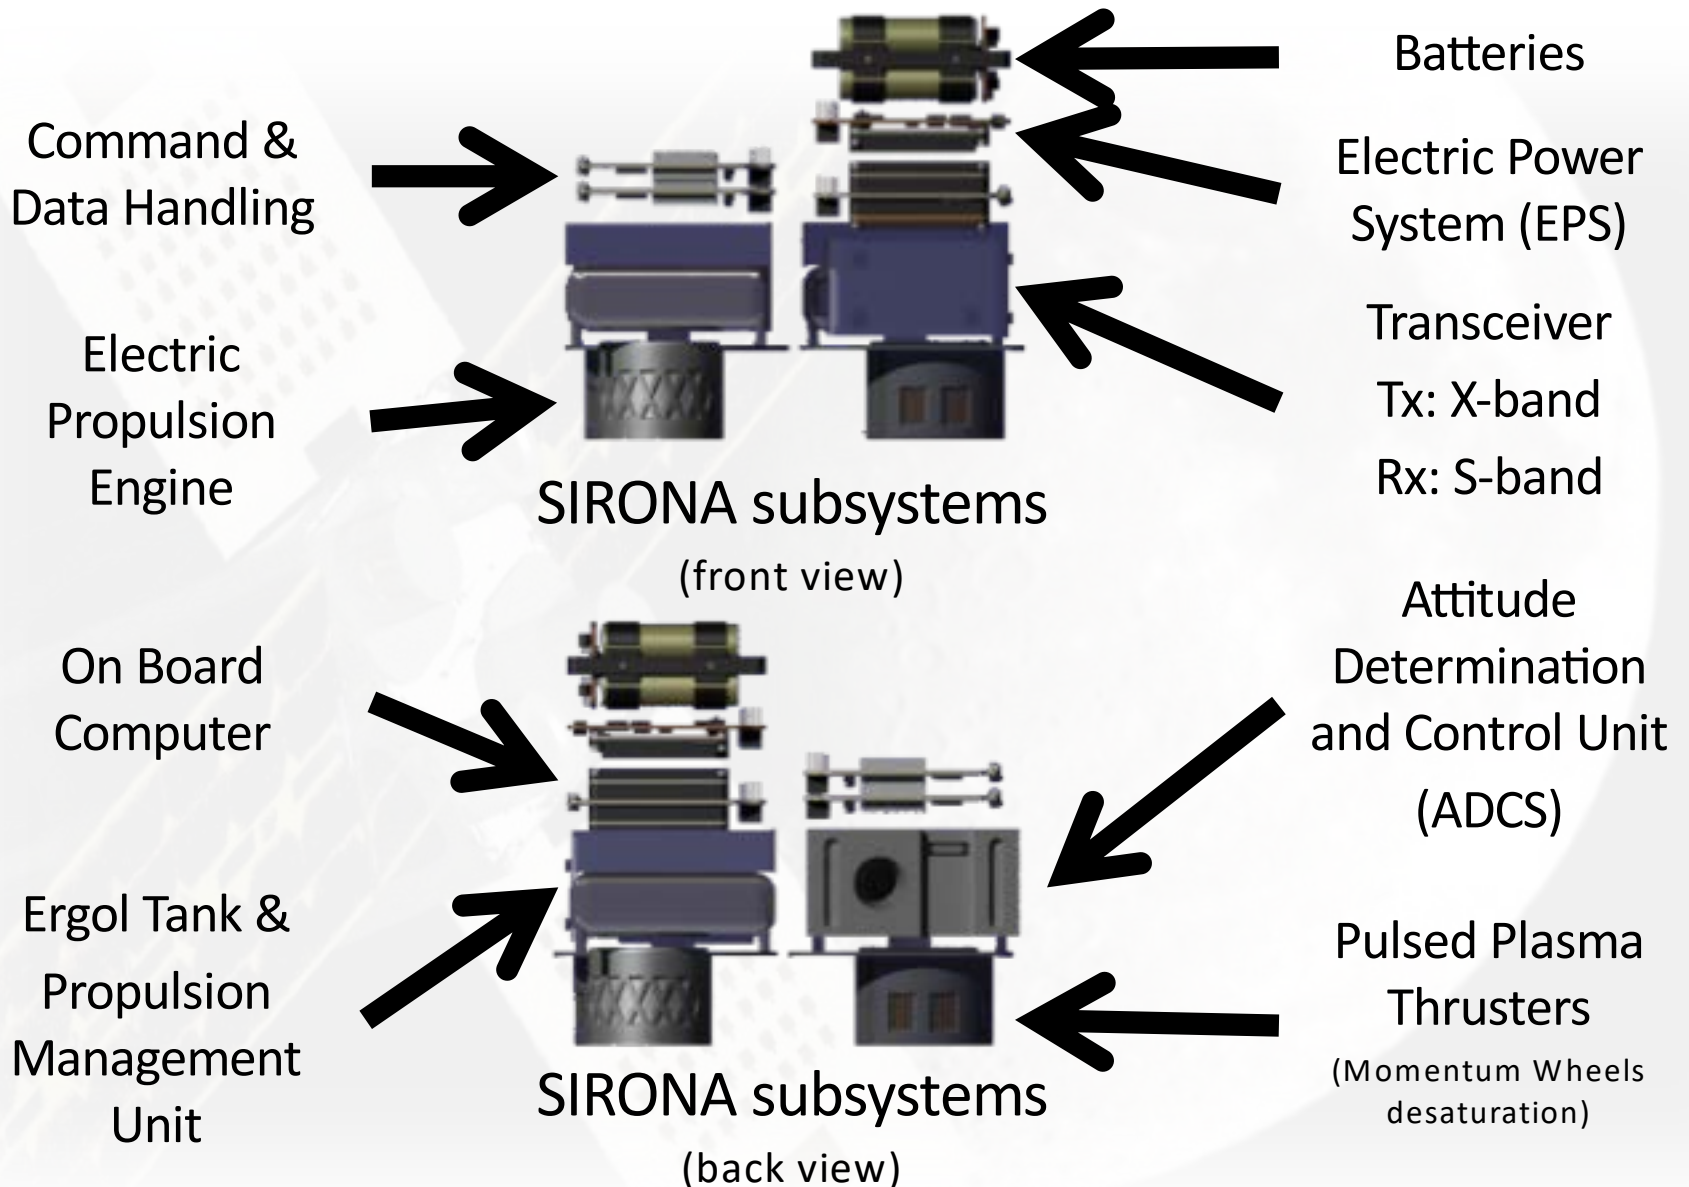 Batteries
Command &
Data Handling
Electric Power
System (EPS)
Electric
Propulsion
Engine
Transceiver
Tx: X-band
Rx: S-band
SIRONA subsystems
(front view)
On Board
Computer
Attitude
Determination
and Control Unit
(ADCS)
Ergol Tank &
Propulsion
Management
Unit
Pulsed Plasma
Thrusters
(Momentum Wheels
desaturation)
SIRONA subsystems
(back view)